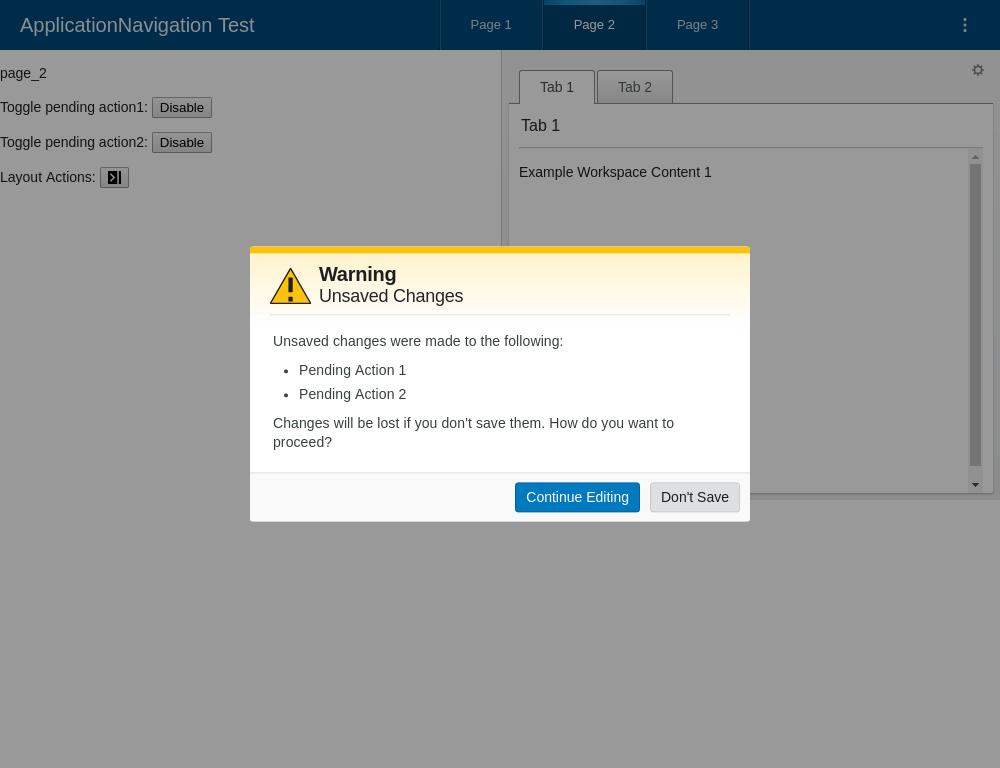 ApplicationNavigation Test
Page 1
Page 2
Page 3
page_2
Toggle pending action1: Disable
Toggle pending action2: Disable
Layout Actions:
Tab 1
Tab 2
Tab 1
Example Workspace Content 1
Warning
Unsaved Changes
Unsaved changes were made to the following:
• Pending Action 1
• Pending Action 2
Changes will be lost if you don't save them. How do you want to
proceed?
Continue Editing
Don't Save